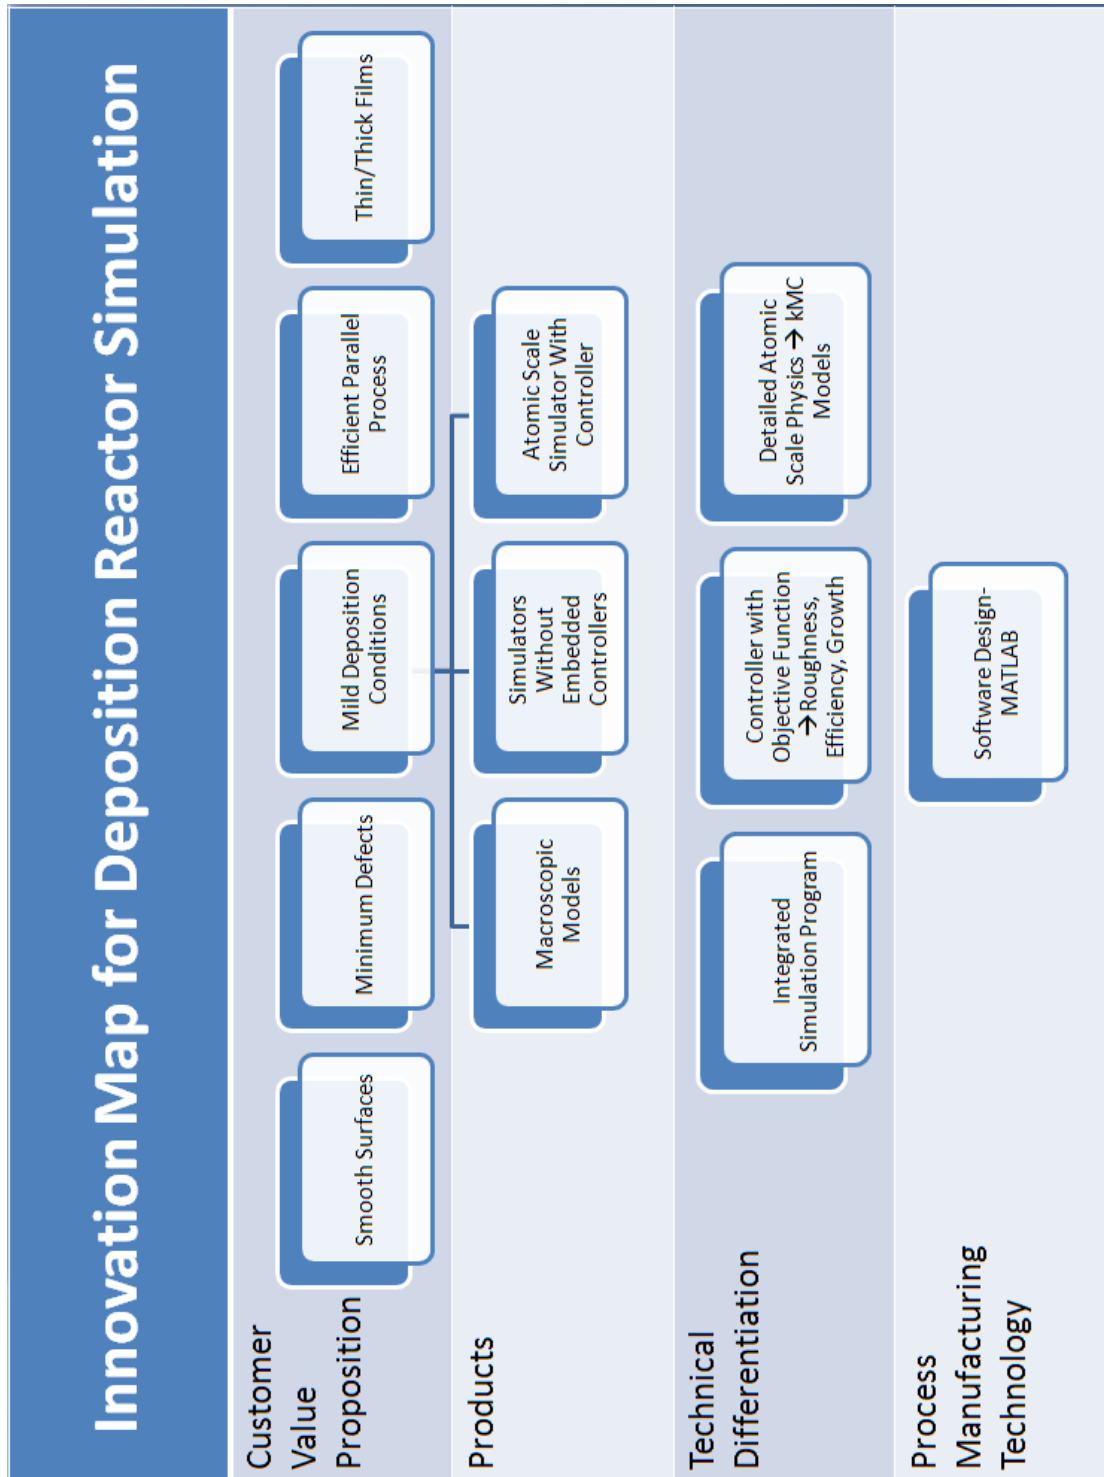 Innovation Map for Deposition Reactor Simulation
Customer
Value
Proposition
Smooth Surfaces
Minimum Defects
Mild Deposition
Conditions
Efficient Parallel
Process
Thin/Thick Films
Products
Macroscopic
Models
Simulators
Without
Embedded
Controllers
Atomic Scale
Simulator With
Controller
Technical
Differentiation
Integrated
Simulation Program
Controller with
Objective Function
→Roughness,
Efficiency, Growth
Detailed Atomic
Scale Physics → kMC
Models
Process
Manufacturing
Technology
Software Design-
MATLAB